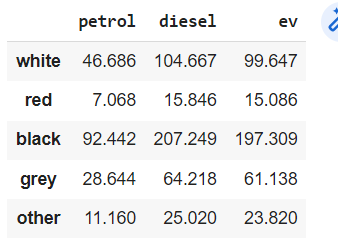 petrol diesel ev
white 46.686 104.667 99.647
red 7.068 15.846 15.086
black 92.442 207.249 197.309
grey 28.644 64.218 61.138
other 11.160 25.020 23.820